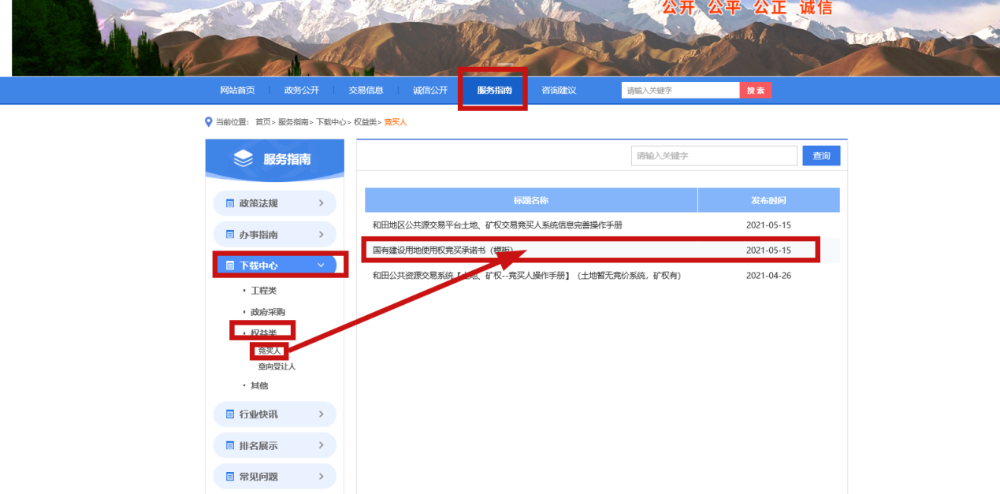 公开 公平 公正 诚信
网站首页 政务公开 交易信息 诚信公开 服务指南 咨询建议 请输入关键字 搜 索
当前位置: 首页> 服务指南> 下载中心> 权益类> 竞买人
服务指南
请输入关键字 查询
标题名称 发布时间
政策法规
和田地区公共源交易平台土地、矿权交易竞买人系统信息完善操作手册 2021-05-15
办事指南
国有建设用地使用权竞买承诺书（模板） 2021-05-15
下载中心
和田公共资源交易系统【土地、矿权--竞买人操作手册】（土地暂无竞价系统，矿权有） 2021-04-26
工程类
政府采购
权益类
竞买人
意向受让人
其他
行业快讯
排名展示
常见问题